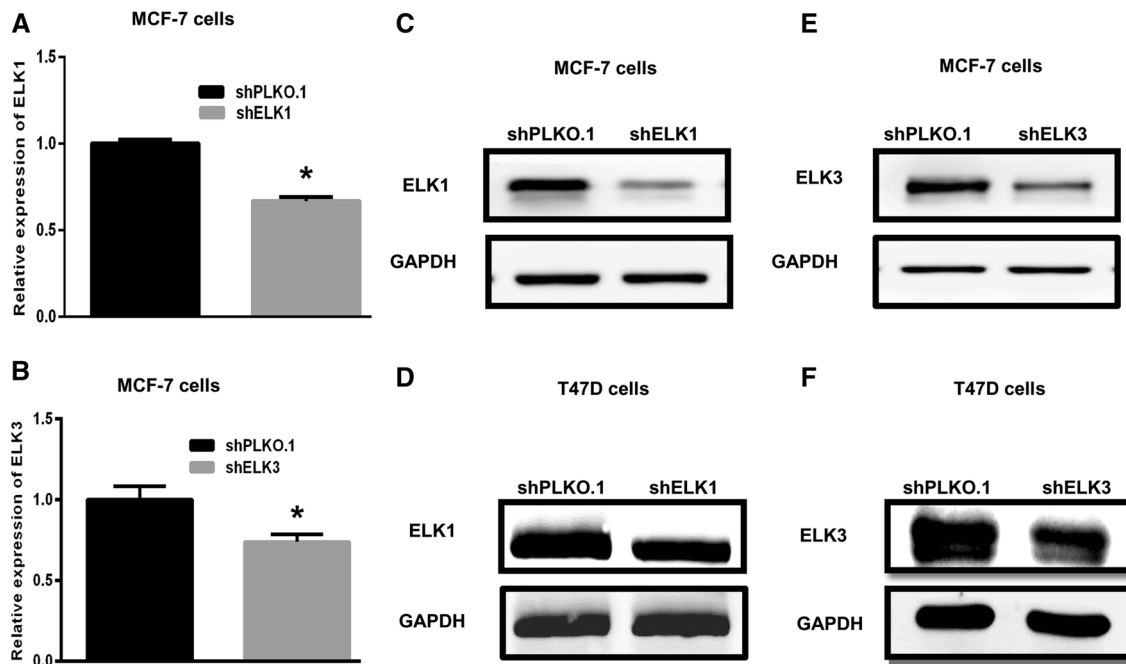 A
MCF-7 cells
Relative expression of ELK1
1.5
1.0
0.5
0.0
shPLKO.1
shELK1
*
B
MCF-7 cells
Relative expression of ELK3
1.5
1.0
0.5
0.0
shPLKO.1
shELK3
*
C
MCF-7 cells
shPLKO.1 shELK1
ELK1
GAPDH
D
T47D cells
shPLKO.1 shELK1
ELK1
GAPDH
E
MCF-7 cells
shPLKO.1 shELK3
ELK3
GAPDH
F
T47D cells
shPLKO.1 shELK3
ELK3
GAPDH